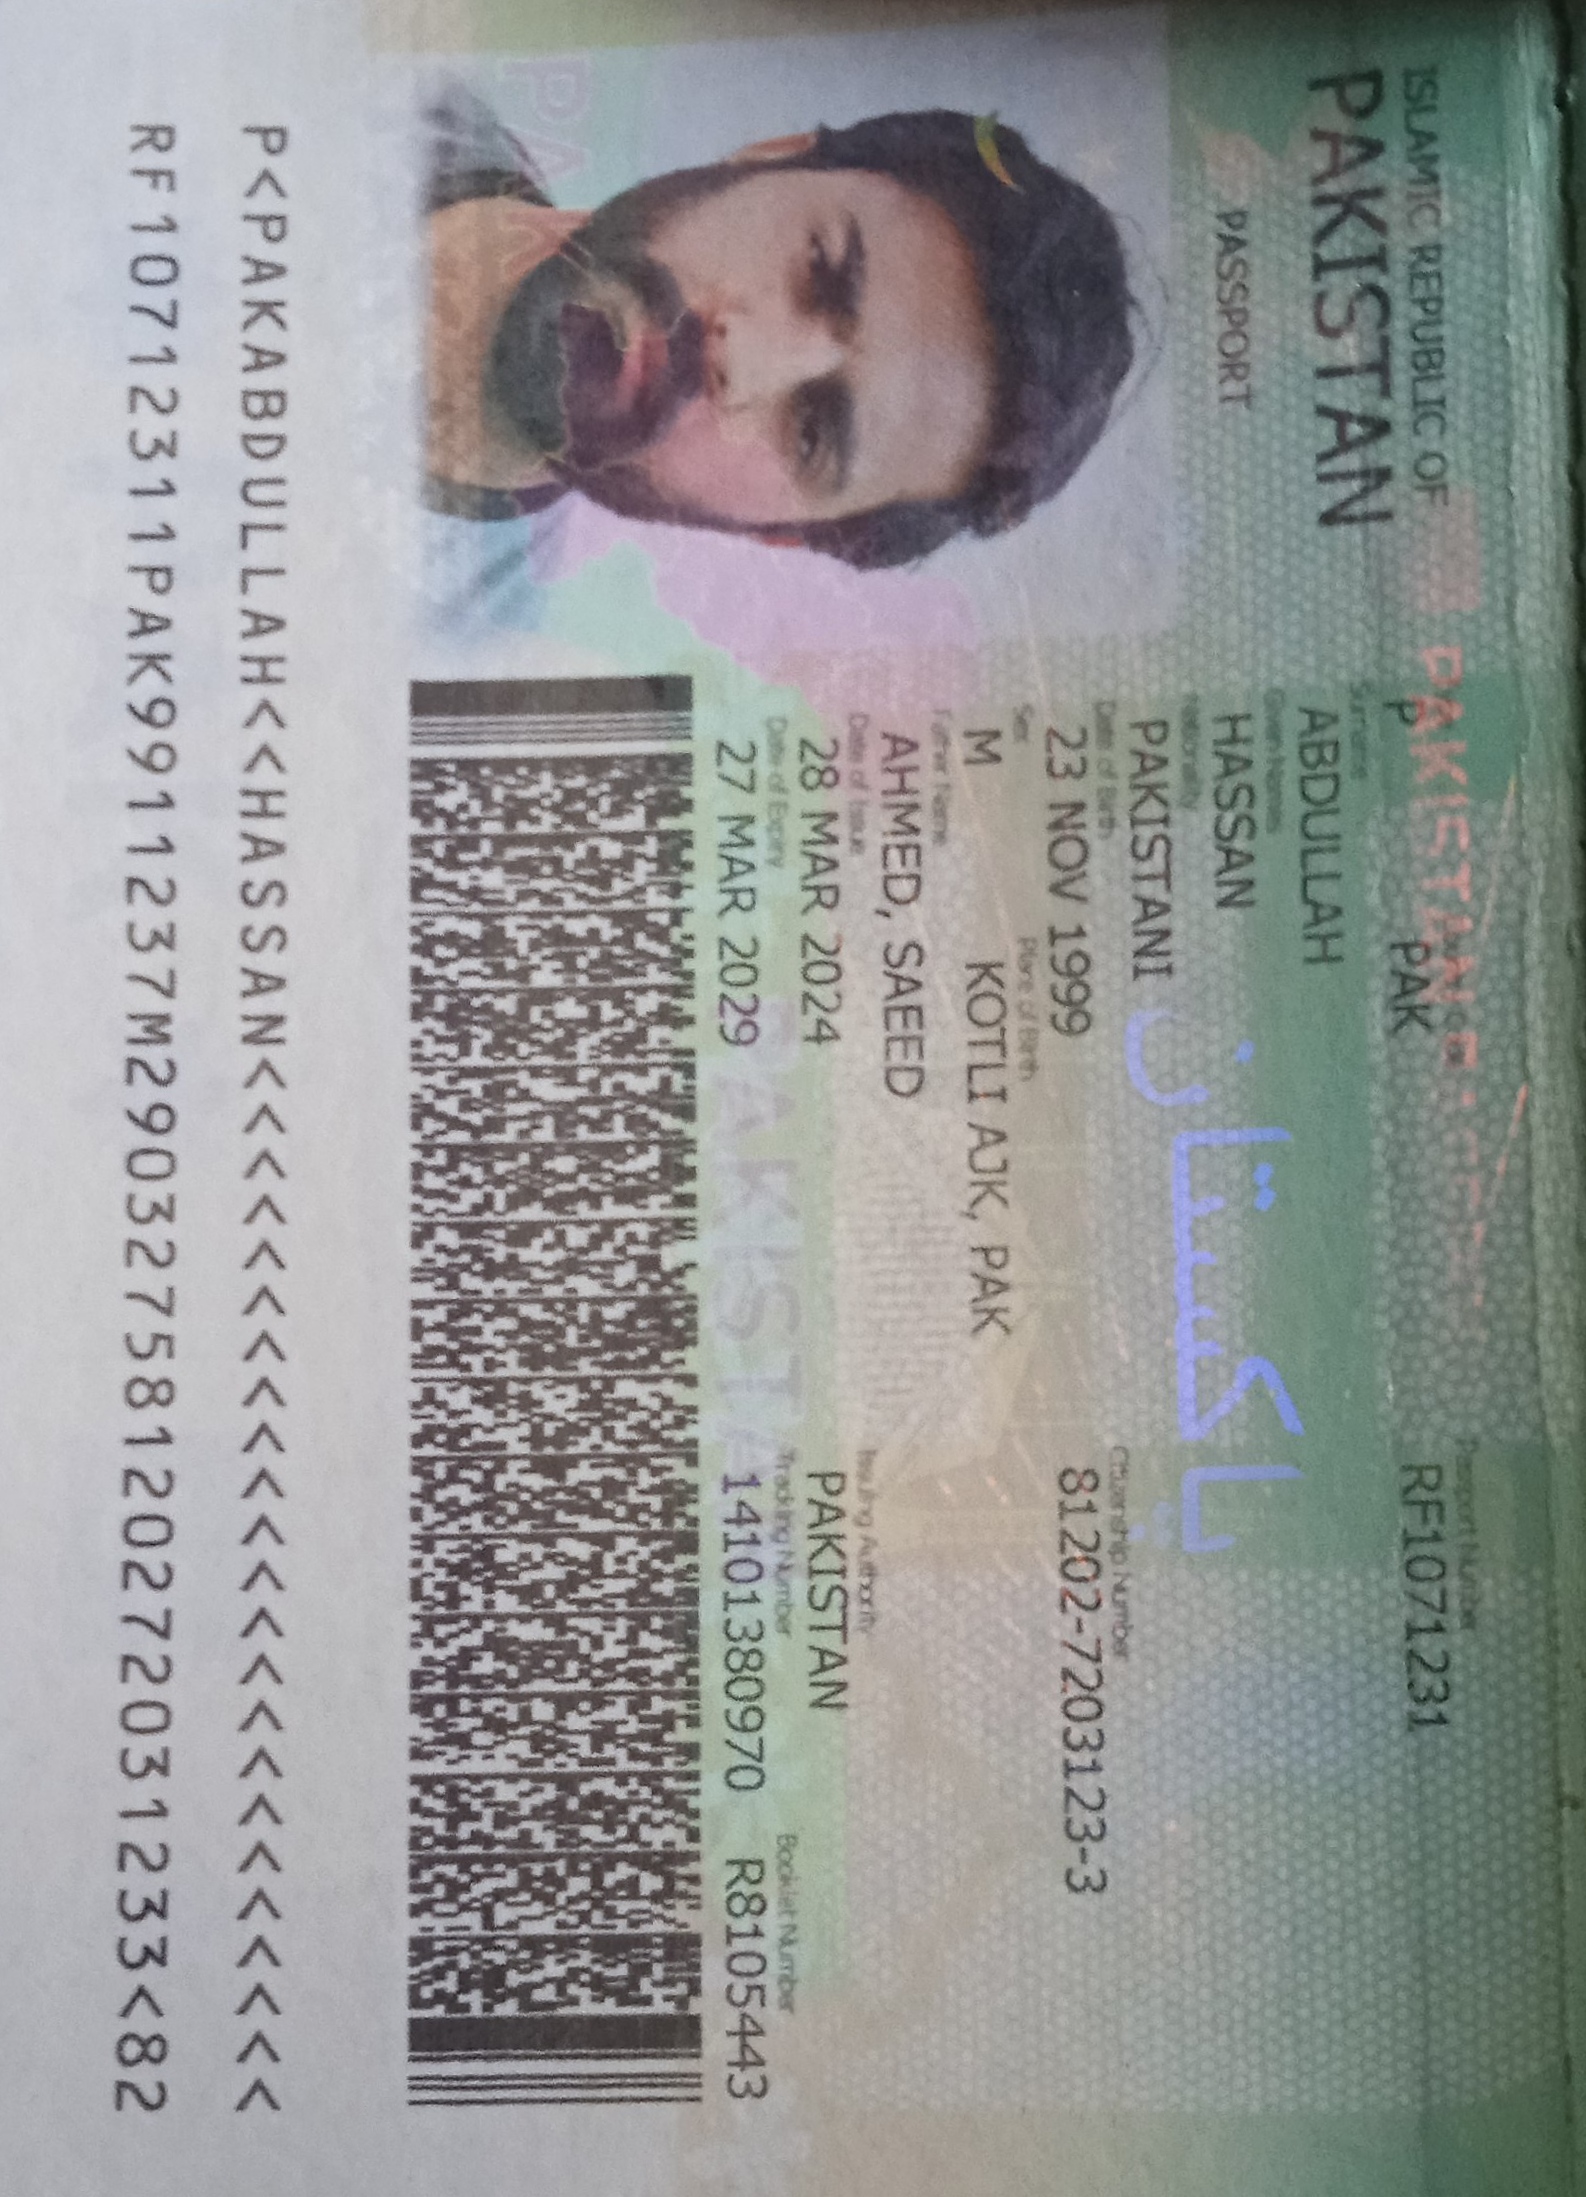 ISLAMIC REPUBLIC OF
PAKISTAN
PASSPORT
PAKISTAN
P PAK
Passport Number
RF1071231
Surname
ABDULLAH
Given Names
HASSAN
Nationality
PAKISTANI
پاکستان
Date of Birth
Citizenship Number
23 NOV 1999
81202-7203123-3
Sex
Place of Birth
M KOTLI AJK, PAK
Father Name
AHMED, SAEED
Date of Issue
Issuing Authority
28 MAR 2024
PAKISTAN
Date of Expiry
Tracking Number
Booklet Number
27 MAR 2029
14101380970
R8105443
PAKISTA
PA
P<PAKABDULLAH<<HASSAN<<<<<<<<<<<<<<<<<<<<<<<
RF10712311PAK9911237M29032758120272031233<82